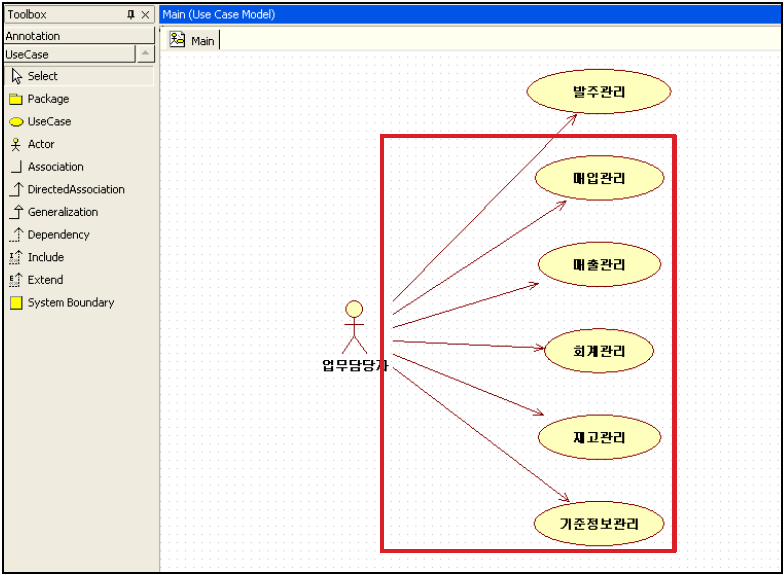 Toolbox
Main (Use Case Model)
Annotation
UseCase
Main
Select
Package
UseCase
Actor
Association
DirectedAssociation
Generalization
Dependency
Include
Extend
System Boundary
발주관리
매입관리
매출관리
회계관리
업무담당자
재고관리
기준정보관리